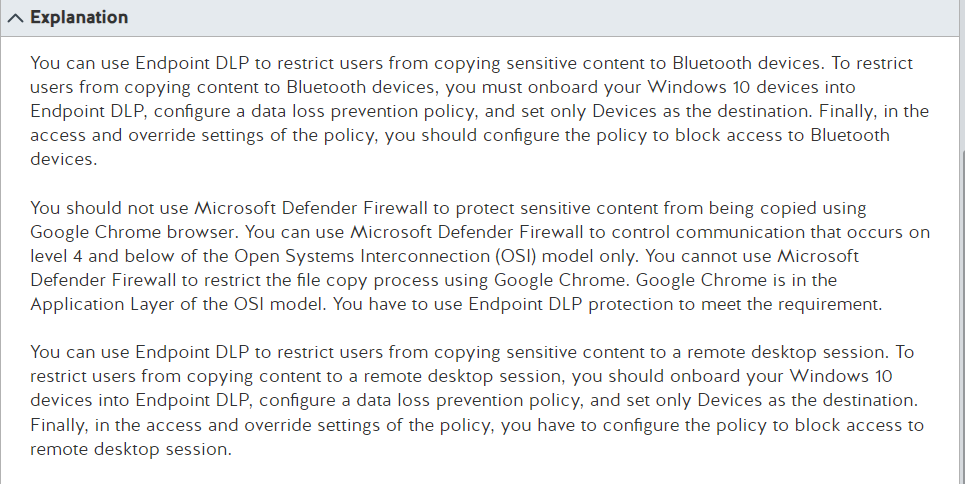 Explanation
You can use Endpoint DLP to restrict users from copying sensitive content to Bluetooth devices. To restrict
users from copying content to Bluetooth devices, you must onboard your Windows 10 devices into
Endpoint DLP, configure a data loss prevention policy, and set only Devices as the destination. Finally, in the
access and override settings of the policy, you should configure the policy to block access to Bluetooth
devices.
You should not use Microsoft Defender Firewall to protect sensitive content from being copied using
Google Chrome browser. You can use Microsoft Defender Firewall to control communication that occurs on
level 4 and below of the Open Systems Interconnection (OSI) model only. You cannot use Microsoft
Defender Firewall to restrict the file copy process using Google Chrome. Google Chrome is in the
Application Layer of the OSI model. You have to use Endpoint DLP protection to meet the requirement.
You can use Endpoint DLP to restrict users from copying sensitive content to a remote desktop session. To
restrict users from copying content to a remote desktop session, you should onboard your Windows 10
devices into Endpoint DLP, configure a data loss prevention policy, and set only Devices as the destination.
Finally, in the access and override settings of the policy, you have to configure the policy to block access to
remote desktop session.